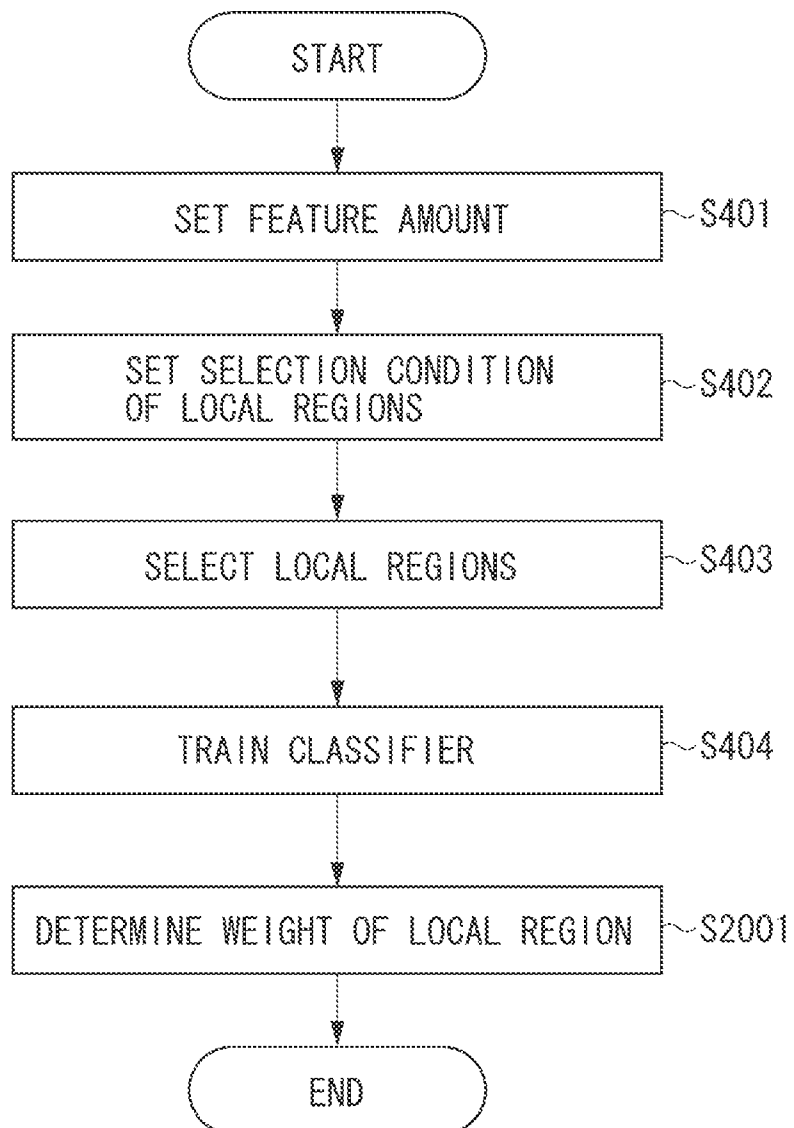 START
SET FEATURE AMOUNT
S401
SET SELECTION CONDITION
OF LOCAL REGIONS
S402
SELECT LOCAL REGIONS
S403
TRAIN CLASSIFIER
S404
DETERMINE WEIGHT OF LOCAL REGION
S2001
END